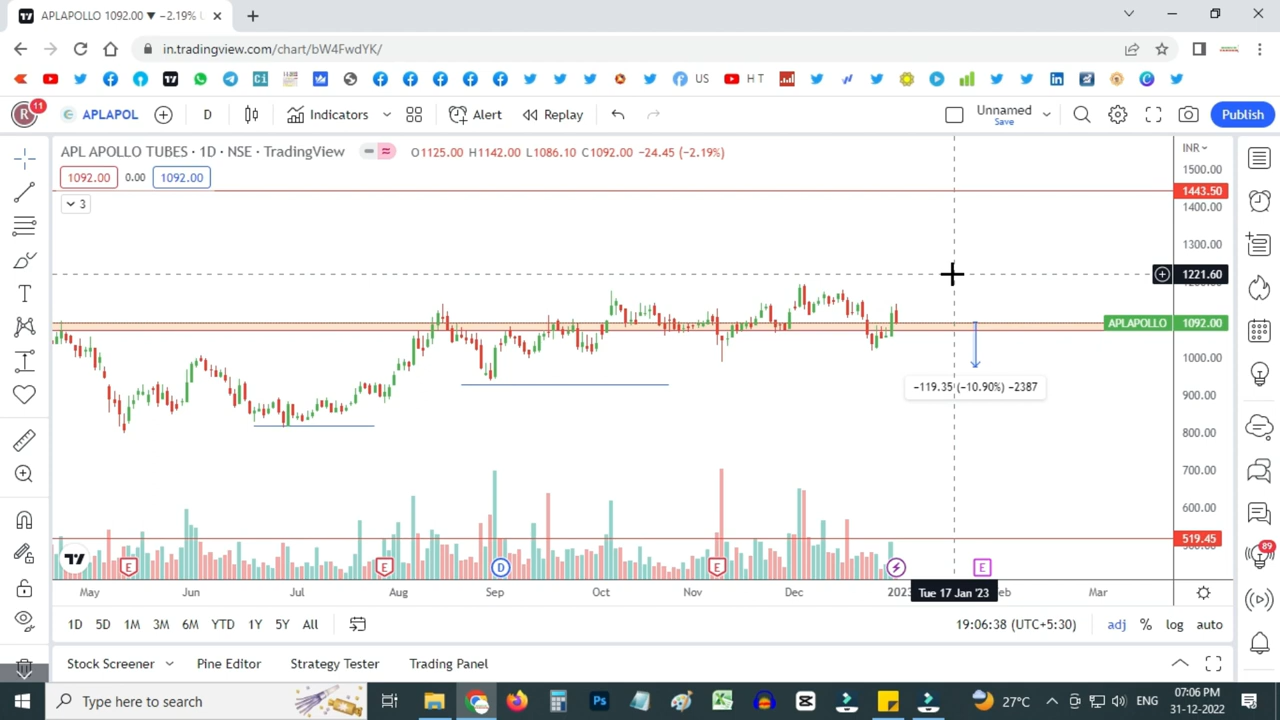 APLAPOLLO 1092.00 ▼ −2.19%
in.tradingview.com/chart/bW4FwdYK/
US
H T
R
11
APLAPOL
D
Indicators
Alert
Replay
Unnamed
Save
Publish
APL APOLLO TUBES · 1D · NSE · TradingView
O1125.00 H1142.00 L1086.10 C1092.00 −24.45 (−2.19%)
INR
1092.00 0.00 1092.00
3
1500.00
1443.50
1400.00
1300.00
1221.60
APLAPOLLO 1092.00
1000.00
900.00
800.00
700.00
600.00
519.45
−119.35 (−10.90%) −2387
E
E
D
E
E
May
Jun
Jul
Aug
Sep
Oct
Nov
Dec
2023
Tue 17 Jan '23
Mar
89
1D 5D 1M 3M 6M YTD 1Y 5Y All
19:06:38 (UTC+5:30)
adj % log auto
Stock Screener
Pine Editor
Strategy Tester
Trading Panel
Type here to search
27°C
ENG
07:06 PM
31-12-2022